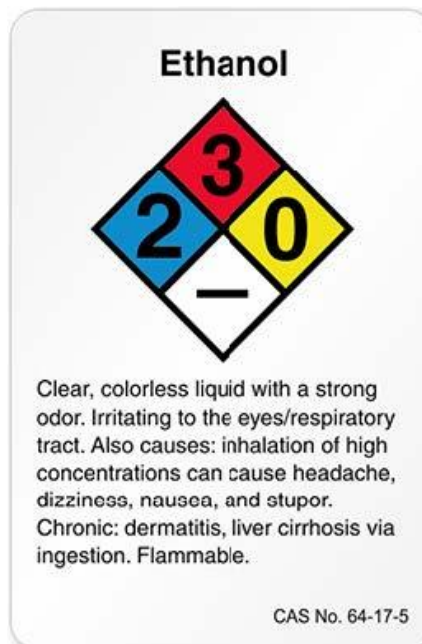 Ethanol
3
2 0
–
Clear, colorless liquid with a strong
odor. Irritating to the eyes/respiratory
tract. Also causes: inhalation of high
concentrations can cause headache,
dizziness, nausea, and stupor.
Chronic: dermatitis, liver cirrhosis via
ingestion. Flammable.
CAS No. 64-17-5